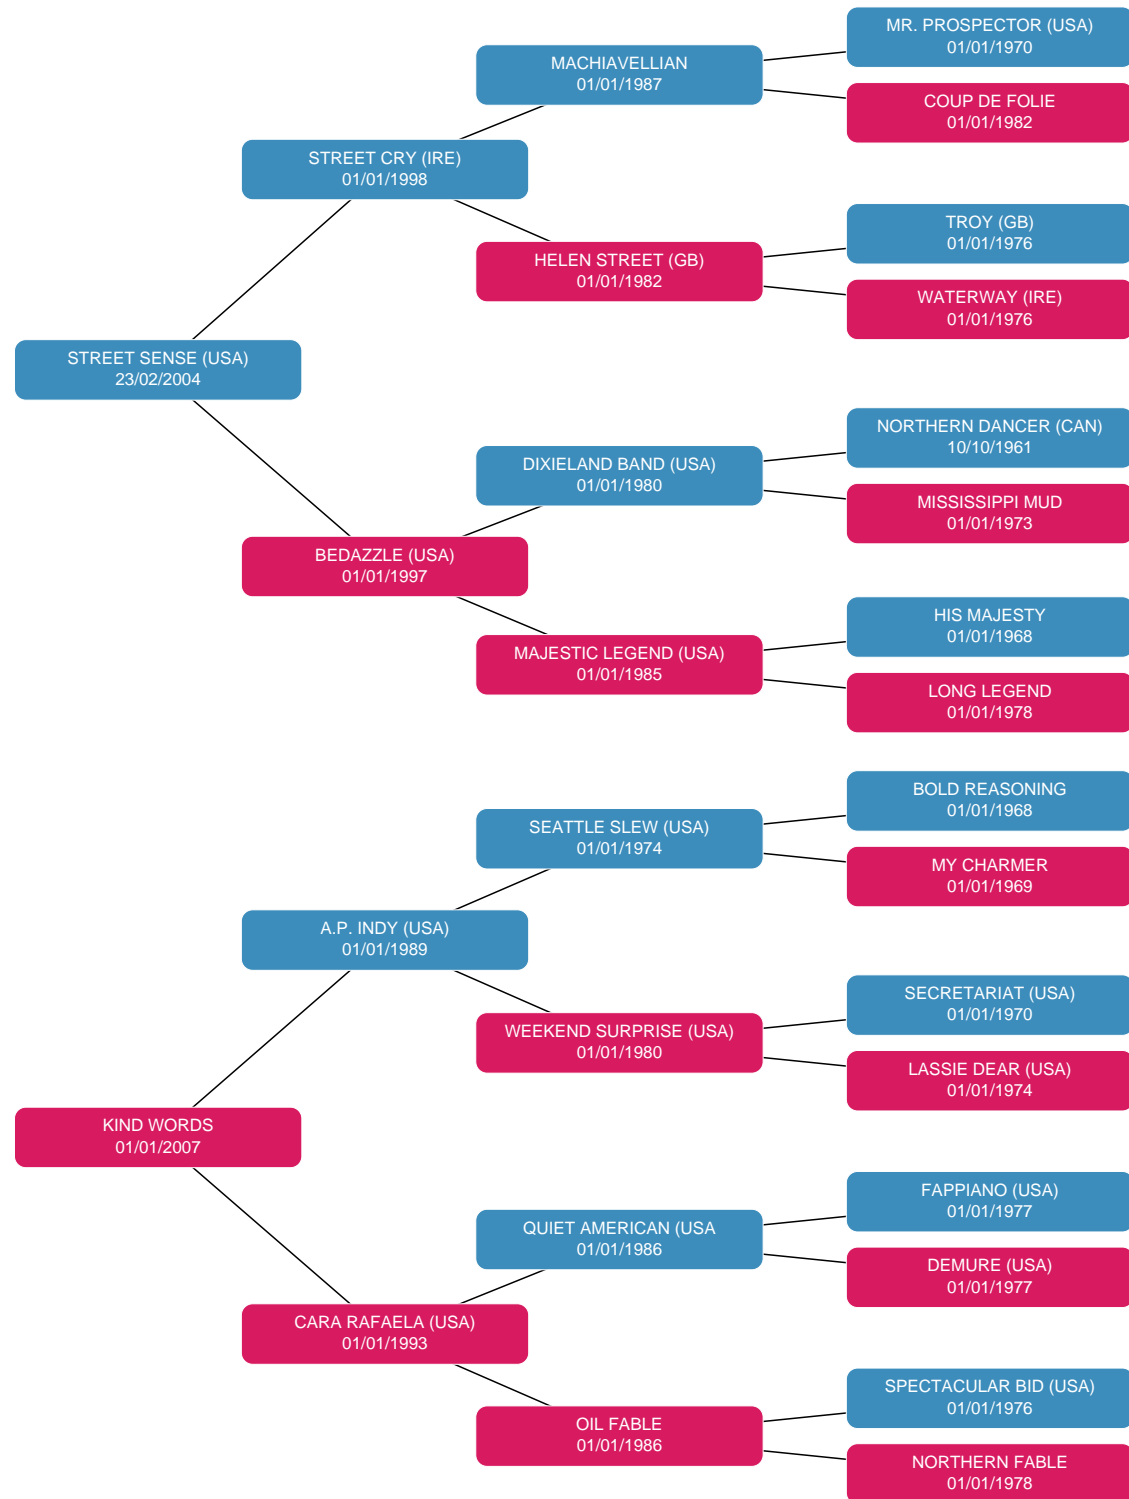 MR. PROSPECTOR (USA)
01/01/1970
MACHIAVELLIAN
01/01/1987
COUP DE FOLIE
01/01/1982
STREET CRY (IRE)
01/01/1998
TROY (GB)
01/01/1976
HELEN STREET (GB)
01/01/1982
WATERWAY (IRE)
01/01/1976
STREET SENSE (USA)
23/02/2004
NORTHERN DANCER (CAN)
10/10/1961
DIXIELAND BAND (USA)
01/01/1980
MISSISSIPPI MUD
01/01/1973
BEDAZZLE (USA)
01/01/1997
HIS MAJESTY
01/01/1968
MAJESTIC LEGEND (USA)
01/01/1985
LONG LEGEND
01/01/1978
BOLD REASONING
01/01/1968
SEATTLE SLEW (USA)
01/01/1974
MY CHARMER
01/01/1969
A.P. INDY (USA)
01/01/1989
SECRETARIAT (USA)
01/01/1970
WEEKEND SURPRISE (USA)
01/01/1980
LASSIE DEAR (USA)
01/01/1974
KIND WORDS
01/01/2007
FAPPIANO (USA)
01/01/1977
QUIET AMERICAN (USA
01/01/1986
DEMURE (USA)
01/01/1977
CARA RAFAELA (USA)
01/01/1993
SPECTACULAR BID (USA)
01/01/1976
OIL FABLE
01/01/1986
NORTHERN FABLE
01/01/1978